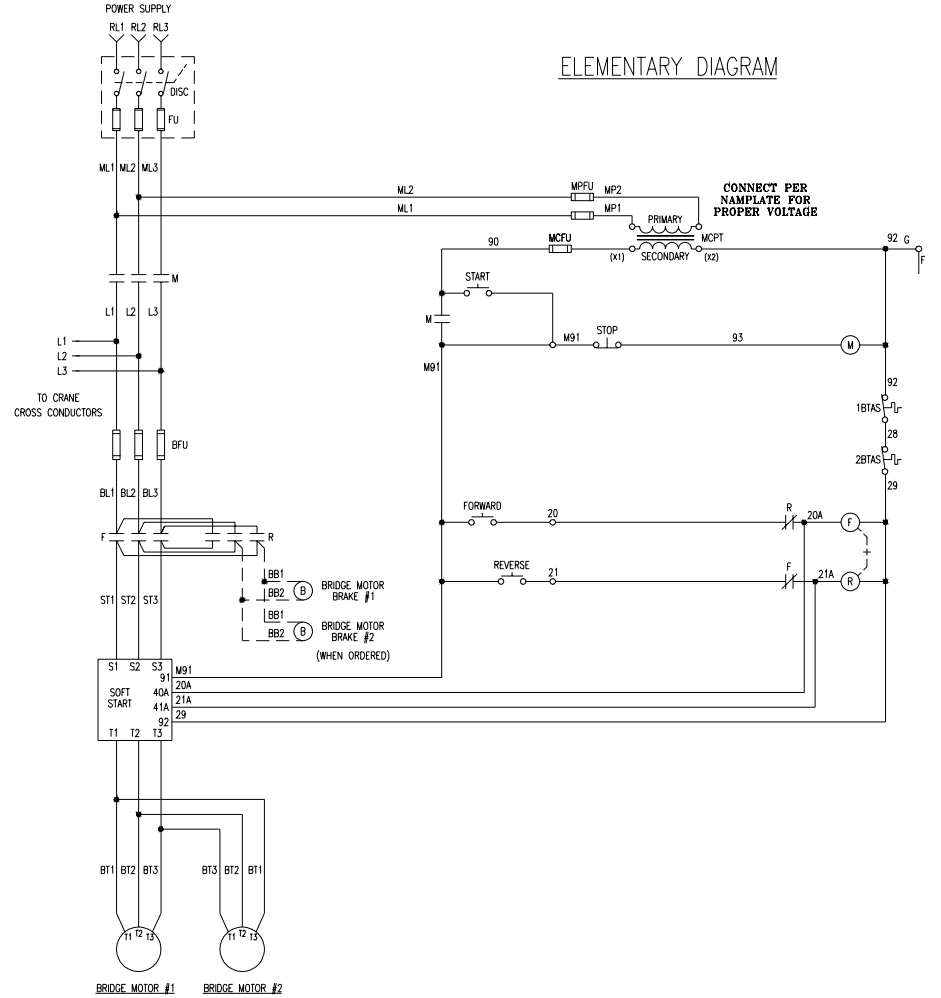 POWER SUPPLY
RL1 RL2 RL3
ELEMENTARY DIAGRAM
DISC
FU
ML1 ML2 ML3
ML2
MPFU
MP2
ML1
MP1
CONNECT PER
NAMPLATE FOR
PROPER VOLTAGE
PRIMARY
MCPT
90
MCFU
(X1)
SECONDARY
(X2)
92 G
F
M
START
L1 L2 L3
M
M91
STOP
93
M
L1
L2
L3
M91
TO CRANE
CROSS CONDUCTORS
92
1BTAS
28
BFU
2BTAS
29
BL1 BL2 BL3
FORWARD
20
R
20A
F
F
R
REVERSE
21
F
21A
R
BB1
BB2
B
BRIDGE MOTOR
BRAKE #1
ST1 ST2 ST3
BB1
BB2
B
BRIDGE MOTOR
BRAKE #2
(WHEN ORDERED)
S1 S2 S3
M91
91
20A
SOFT
START
40A
21A
41A
29
92
T1 T2 T3
BT1 BT2 BT3
BT3 BT2 BT1
T1 T2 T3
T1 T2 T3
BRIDGE MOTOR #1
BRIDGE MOTOR #2